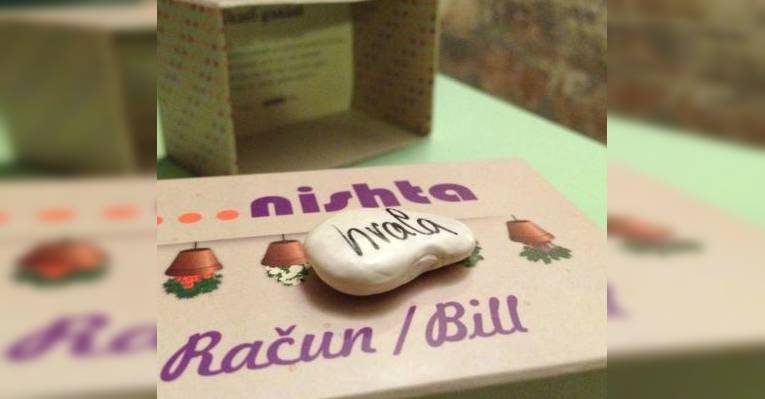 ...nishta
hvala
Račun / Bill